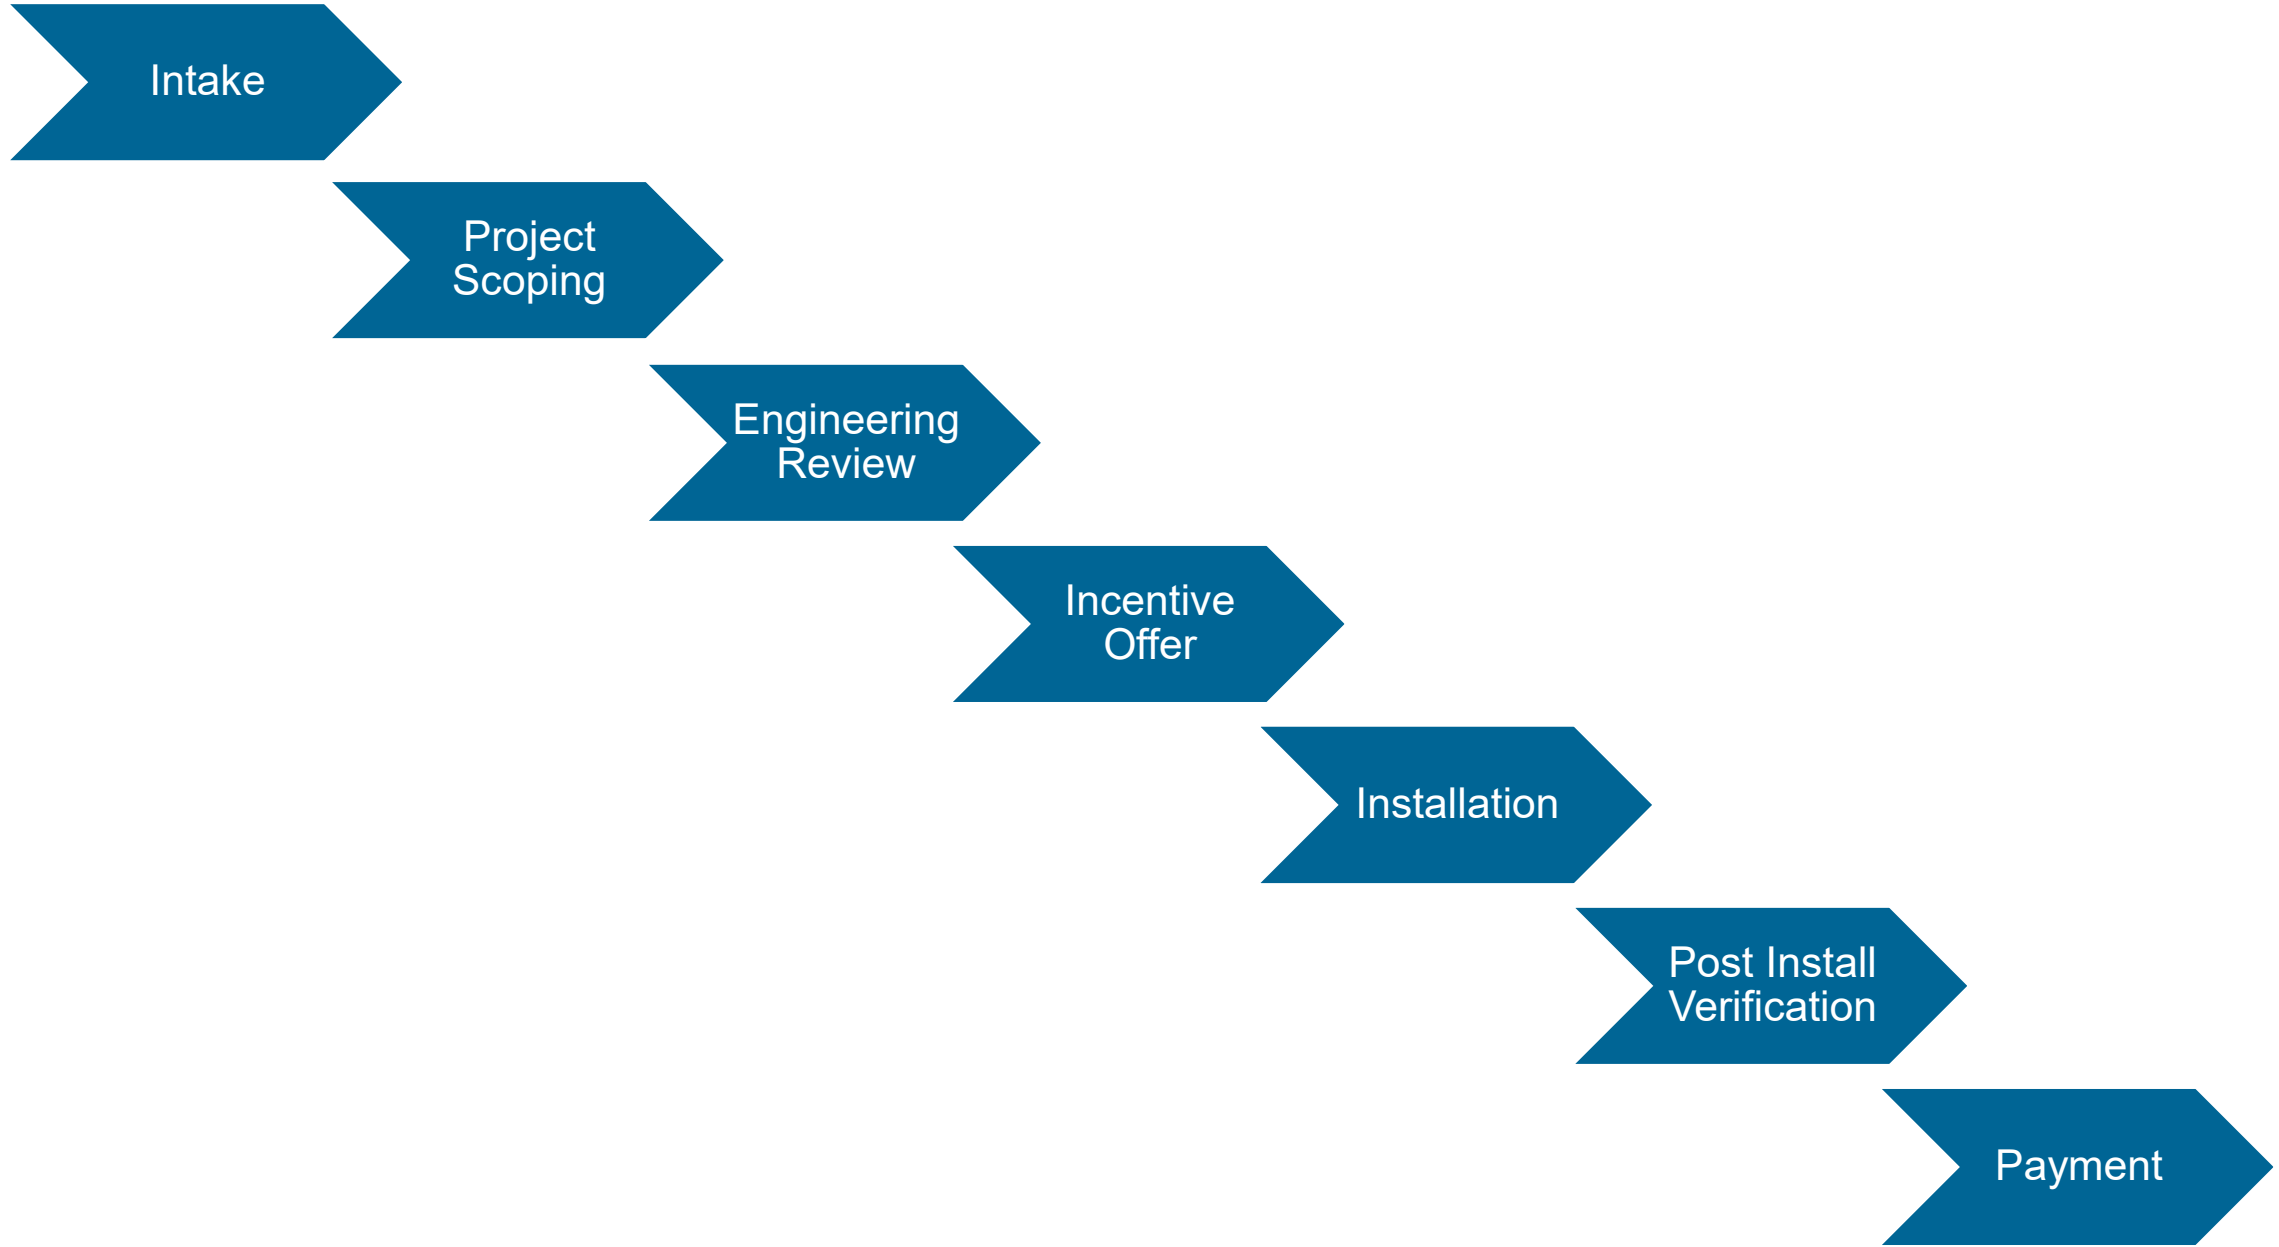 Intake
Project
Scoping
Engineering
Review
Incentive
Offer
Installation
Post Install
Verification
Payment